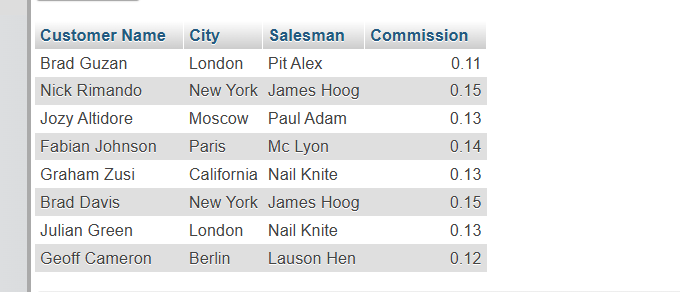 Customer Name City Salesman Commission
Brad Guzan London Pit Alex 0.11
Nick Rimando New York James Hoog 0.15
Jozy Altidore Moscow Paul Adam 0.13
Fabian Johnson Paris Mc Lyon 0.14
Graham Zusi California Nail Knite 0.13
Brad Davis New York James Hoog 0.15
Julian Green London Nail Knite 0.13
Geoff Cameron Berlin Lauson Hen 0.12